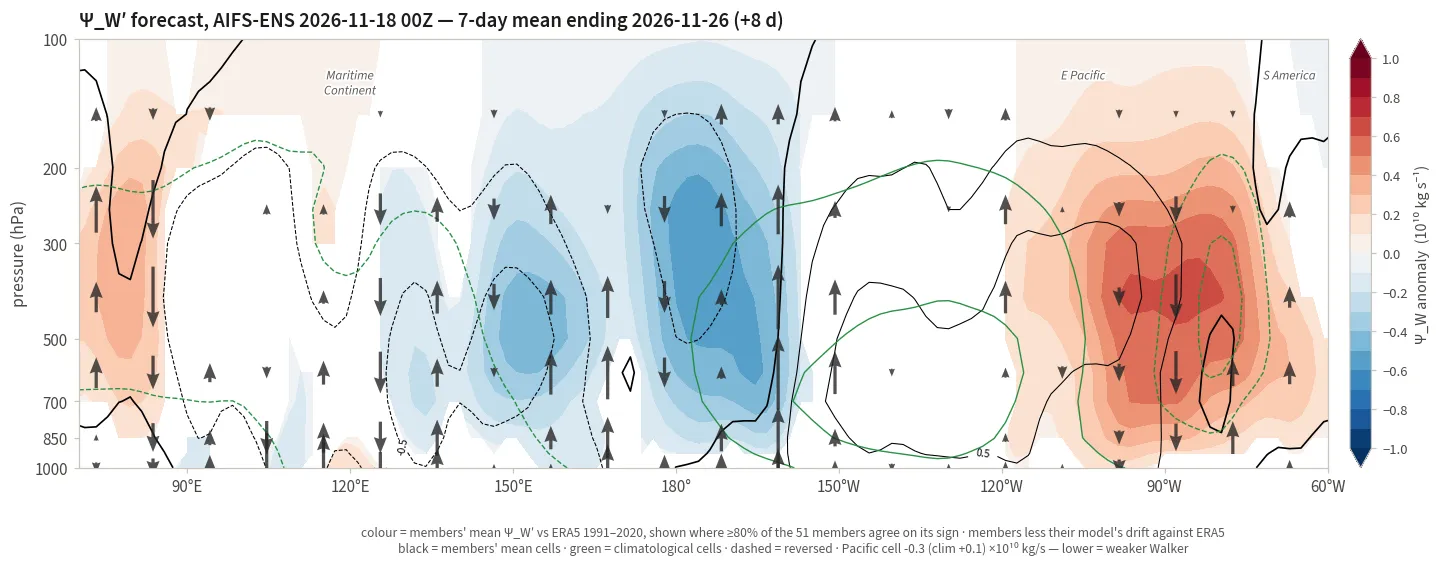 Ψ_W′ forecast, AIFS-ENS 2026-11-18 00Z — 7-day mean ending 2026-11-26 (+8 d)
100
200
300
400
500
700
850
1000
pressure (hPa)
Maritime
Continent
E Pacific
S America
-0.5
0.5
90°E
120°E
150°E
180°
150°W
120°W
90°W
60°W
1.0
0.8
0.6
0.4
0.2
0.0
−0.2
−0.4
−0.6
−0.8
−1.0
Ψ_W anomaly (10¹⁰ kg s⁻¹)
colour = members' mean Ψ_W′ vs ERA5 1991–2020, shown where ≥80% of the 51 members agree on its sign · members less their model's drift against ERA5
black = members' mean cells · green = climatological cells · dashed = reversed · Pacific cell -0.3 (clim +0.1) ×10¹⁰ kg/s — lower = weaker Walker